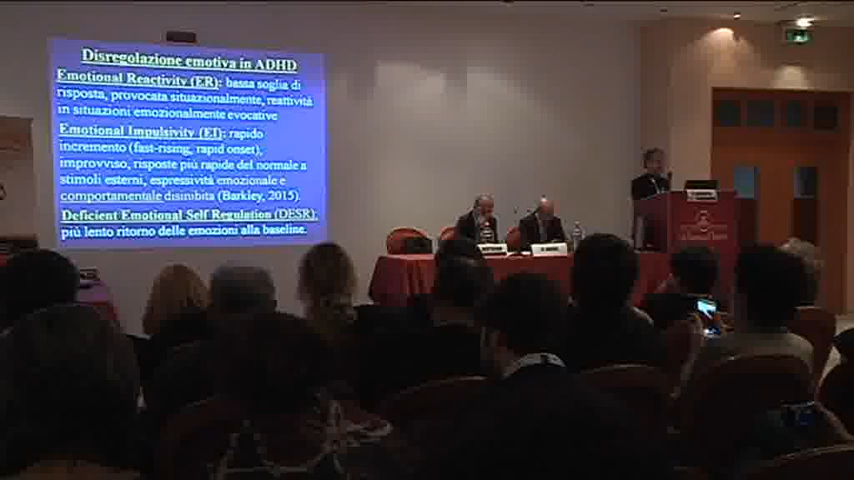 Disregolazione emotiva in ADHD
Emotional Reactivity (ER): bassa soglia di
risposta, provocata situazionalmente, reattività
in situazioni emozionalmente evocative
Emotional Impulsivity (EI): rapido
incremento (fast-rising, rapid onset),
improvviso, risposte più rapide del normale a
stimoli esterni, espressività emozionale e
comportamentale disinibita (Barkley, 2015).
Deficient Emotional Self Regulation (DESR):
più lento ritorno delle emozioni alla baseline.